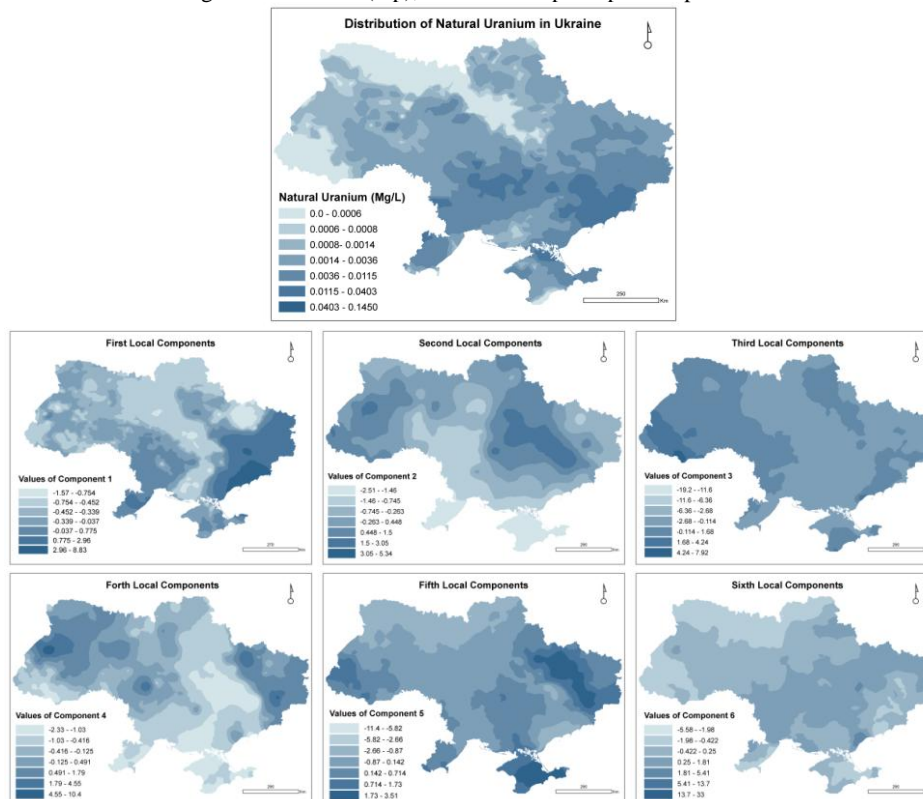 Distribution of Natural Uranium in Ukraine
Natural Uranium (Mg/L)
0.0 - 0.0006
0.0006 - 0.0008
0.0008- 0.0014
0.0014 - 0.0036
0.0036 - 0.0115
0.0115 - 0.0403
0.0403 - 0.1450
250
Km
First Local Components
Values of Component 1
-1.57 - -0.754
-0.754 - -0.452
-0.452 - -0.339
-0.339 - -0.037
-0.037 - 0.775
0.775 - 2.96
2.96 - 8.83
270
Km
Second Local Components
Values of Component 2
-2.51 - -1.46
-1.46 - -0.745
-0.745 - -0.263
-0.263 - 0.448
0.448 - 1.5
1.5 - 3.05
3.05 - 5.34
290
Km
Third Local Components
Values of Component 3
-19.2 - -11.6
-11.6 - -6.36
-6.36 - -2.68
-2.68 - -0.114
-0.114 - 1.68
1.68 - 4.24
4.24 - 7.92
290
Forth Local Components
Values of Component 4
-2.33 - -1.03
-1.03 - -0.416
-0.416 - -0.125
-0.125 - 0.491
0.491 - 1.79
1.79 - 4.55
4.55 - 10.4
290
Km
Fifth Local Components
Values of Component 5
-11.4 - -5.82
-5.82 - -2.66
-2.66 - -0.87
-0.87 - 0.142
0.142 - 0.714
0.714 - 1.73
1.73 - 3.51
290
Km
Sixth Local Components
Values of Component 6
-5.58 - -1.98
-1.98 - -0.422
-0.422 - 0.25
0.25 - 1.81
1.81 - 5.41
5.41 - 13.7
13.7 - 33
290